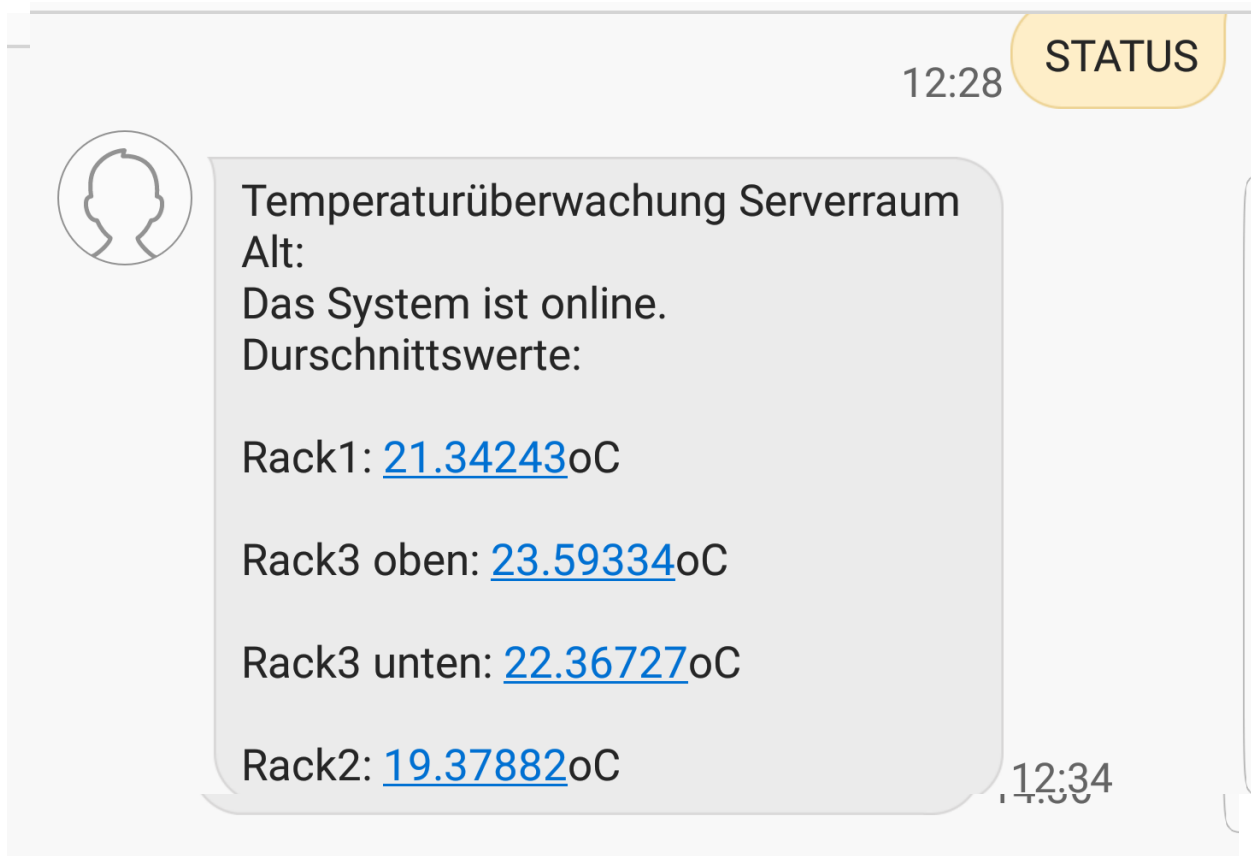 STATUS
12:28
Temperaturüberwachung Serverraum
Alt:
Das System ist online.
Durschnittswerte:
Rack1: 21.34243oC
Rack3 oben: 23.59334oC
Rack3 unten: 22.36727oC
Rack2: 19.37882oC
12:34